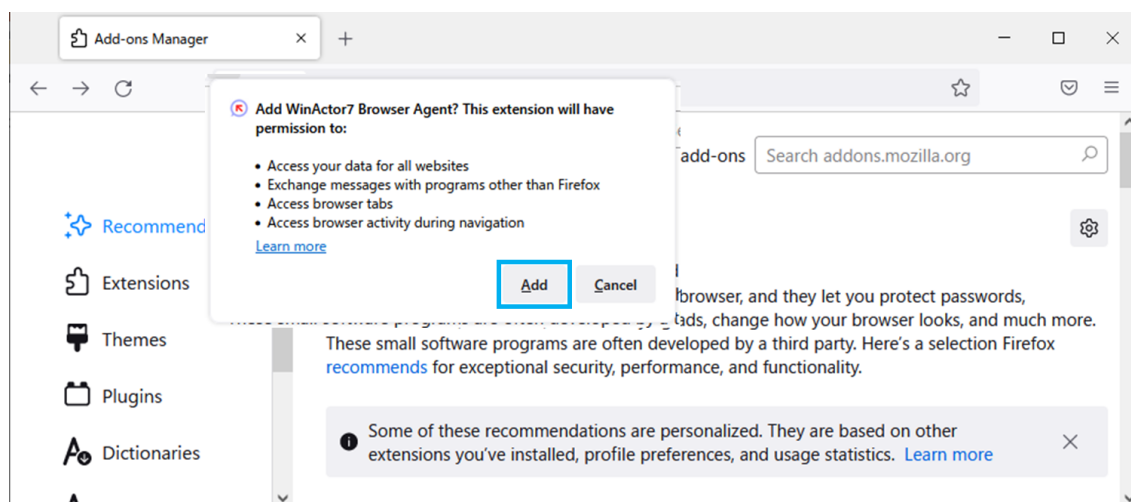 Add-ons Manager
Add WinActor7 Browser Agent? This extension will have
permission to:
• Access your data for all websites
• Exchange messages with programs other than Firefox
• Access browser tabs
• Access browser activity during navigation
Learn more
Add
Cancel
add-ons
Search addons.mozilla.org
Recommend
Extensions
Themes
Plugins
Dictionaries
browser, and they let you protect passwords,
ads, change how your browser looks, and much more.
These small software programs are often developed by a third party. Here's a selection Firefox
recommends for exceptional security, performance, and functionality.
Some of these recommendations are personalized. They are based on other
extensions you've installed, profile preferences, and usage statistics. Learn more